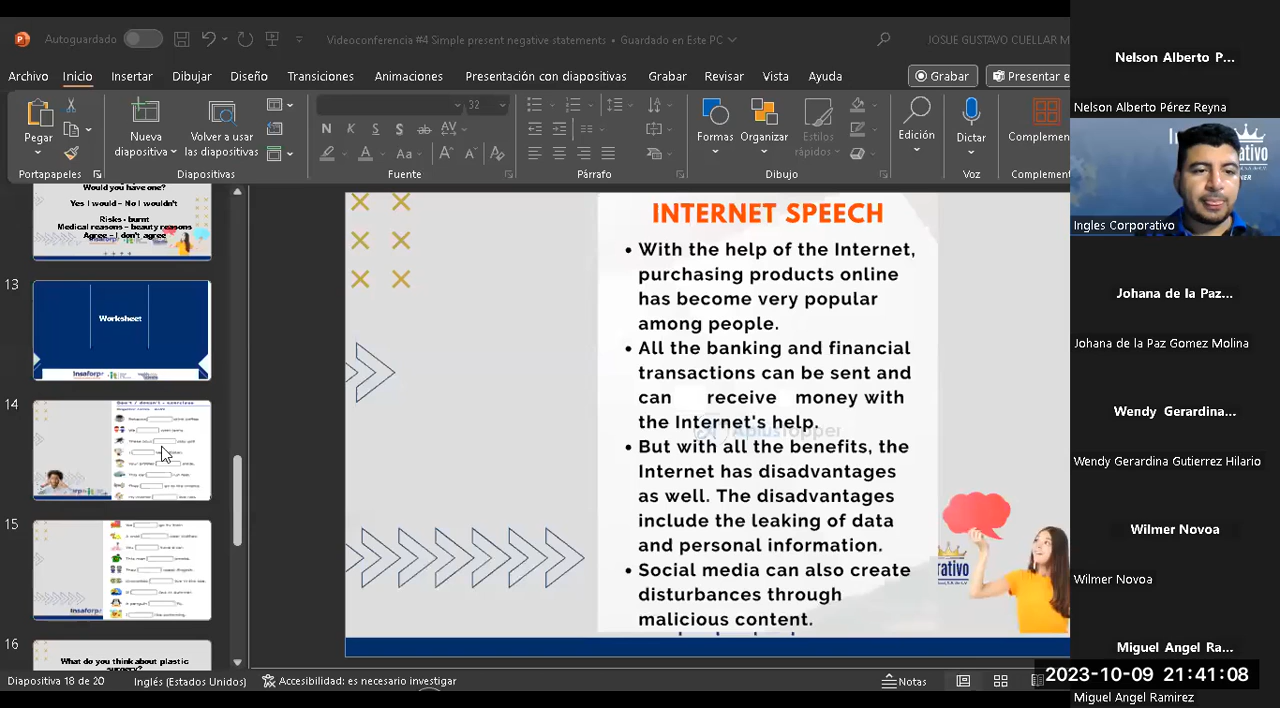 Autoguardado
Videoconferencia #4 Simple present negative statements • Guardado en Este PC
JOSUE GUSTAVO CUELLAR M
Archivo Inicio Insertar Dibujar Diseño Transiciones Animaciones Presentación con diapositivas Grabar Revisar Vista Ayuda
Grabar
Presentar e
Pegar
Nueva diapositiva
Volver a usar las diapositivas
32
Formas
Organizar
Estilos rápidos
Edición
Dictar
Complemen
Portapapeles
Diapositivas
Fuente
Párrafo
Dibujo
Voz
Complement
Would you have one?
Yes I would - No I wouldn't
Risks - burnt
Medical reasons - beauty reasons
Agree - I don't agree
13
Worksheet
14
15
16
What do you think about plastic
surgery?
INTERNET SPEECH
• With the help of the Internet,
purchasing products online
has become very popular
among people.
• All the banking and financial
transactions can be sent and
can receive money with
the Internet's help.
• But with all the benefits, the
Internet has disadvantages
as well. The disadvantages
include the leaking of data
and personal information.
• Social media can also create
disturbances through
malicious content.
AplusTopper
Diapositiva 18 de 20
Inglés (Estados Unidos)
Accesibilidad: es necesario investigar
Notas
Nelson Alberto P...
Nelson Alberto Pérez Reyna
Ingles Corporativo
Johana de la Paz...
Johana de la Paz Gomez Molina
Wendy Gerardina...
Wendy Gerardina Gutierrez Hilario
Wilmer Novoa
Wilmer Novoa
Miguel Angel Ra...
2023-10-09 21:41:08
Miguel Angel Ramirez